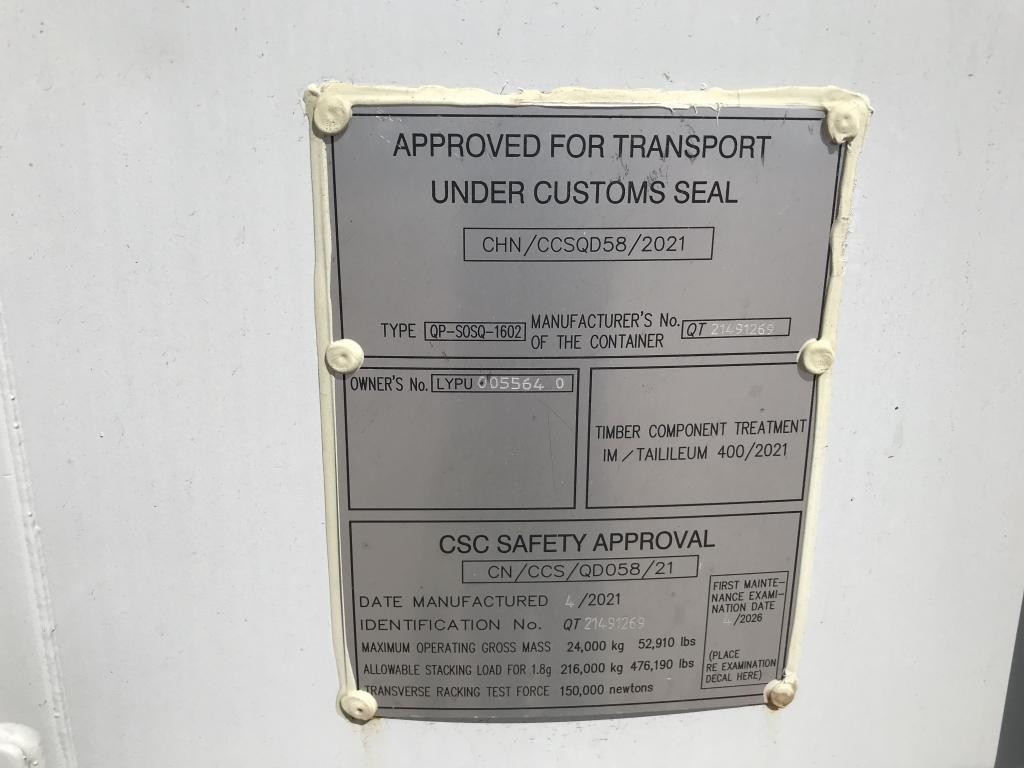 APPROVED FOR TRANSPORT
UNDER CUSTOMS SEAL
CHN/CCSQD58/2021
TYPE QP-SOSQ-1602 MANUFACTURER'S No. OF THE CONTAINER QT 21491269
OWNER'S No. LYPU 005564 0
TIMBER COMPONENT TREATMENT
IM/TAILILEUM 400/2021
CSC SAFETY APPROVAL
CN/CCS/QD058/21
DATE MANUFACTURED 4/2021
IDENTIFICATION No. QT 21491269
MAXIMUM OPERATING GROSS MASS 24,000 kg 52,910 lbs
ALLOWABLE STACKING LOAD FOR 1.8g 216,000 kg 476,190 lbs
TRANSVERSE RACKING TEST FORCE 150,000 newtons
FIRST MAINTE-
NANCE EXAMI-
NATION DATE
4/2026
(PLACE
RE EXAMINATION
DECAL HERE)